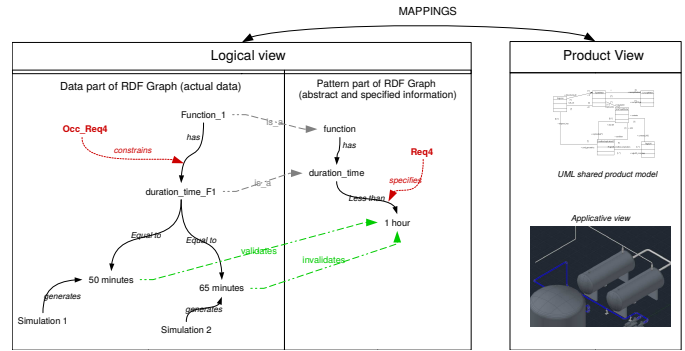 MAPPINGS
Logical view
Product View
Data part of RDF Graph (actual data)
Pattern part of RDF Graph
(abstract and specified information)
Function_1
is_a
function
Occ_Req4
has
has
constrains
Req4
duration_time
specifies
is_a
duration_time_F1
Less than
1 hour
Equal to
Equal to
validates
invalidates
50 minutes
65 minutes
generates
generates
Simulation 1
Simulation 2
UML shared product model
Applicative view